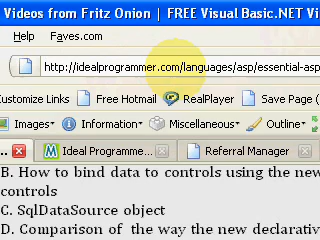 Videos from Fritz Onion | FREE Visual Basic.NET Vi
Help Faves.com
http://idealprogrammer.com/languages/asp/essential-asp
Customize Links Free Hotmail RealPlayer Save Page (
Images Information Miscellaneous Outline
.. Ideal Programme... Referral Manager
B. How to bind data to controls using the new
controls
C. SqlDataSource object
D. Comparison of the way the new declarativ